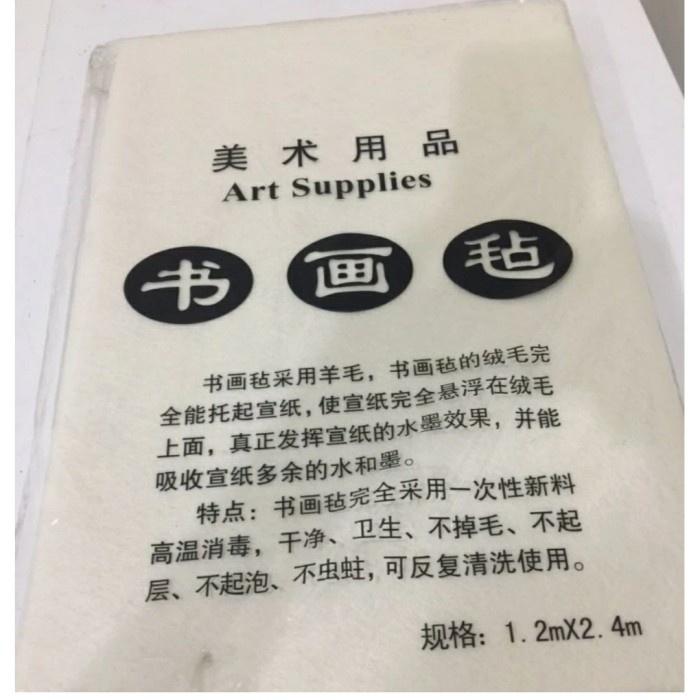 美术用品
Art Supplies
书画毡
书画毡采用羊毛，书画毡的绒毛完
全能托起宣纸，使宣纸完全悬浮在绒毛
上面，真正发挥宣纸的水墨效果，并能
吸收宣纸多余的水和墨。
特点：书画毡完全采用一次性新料
高温消毒，干净、卫生、不掉毛、不起
层、不起泡、不虫蛀，可反复清洗使用。
规格：1.2mX2.4m